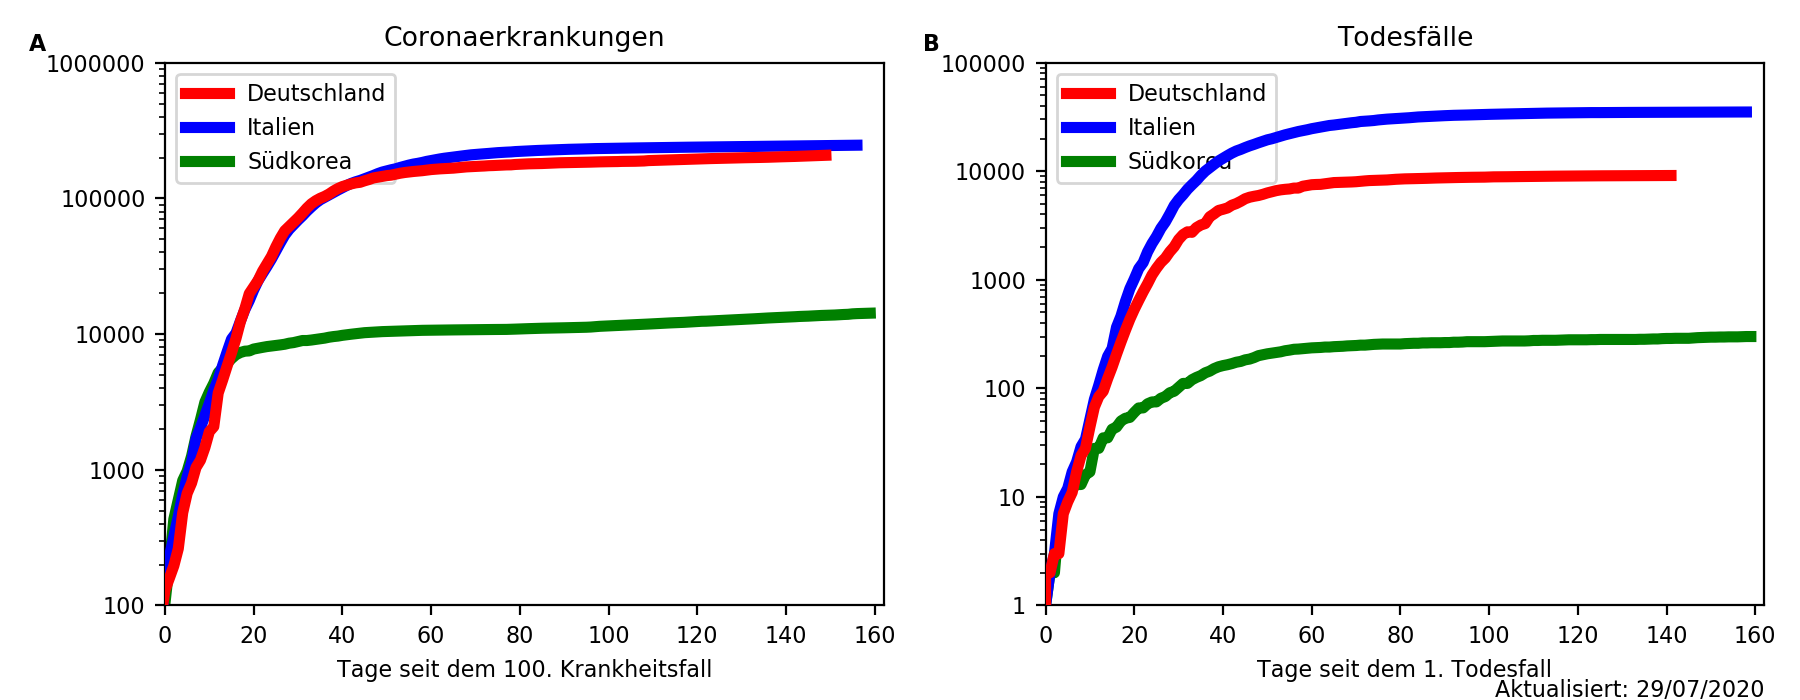 A
Coronaerkrankungen
1000000
100000
10000
1000
100
Deutschland
Italien
Südkorea
0 20 40 60 80 100 120 140 160
Tage seit dem 100. Krankheitsfall
B
Todesfälle
100000
10000
1000
100
10
1
Deutschland
Italien
Südkorea
0 20 40 60 80 100 120 140 160
Tage seit dem 1. Todesfall
Aktualisiert: 29/07/2020